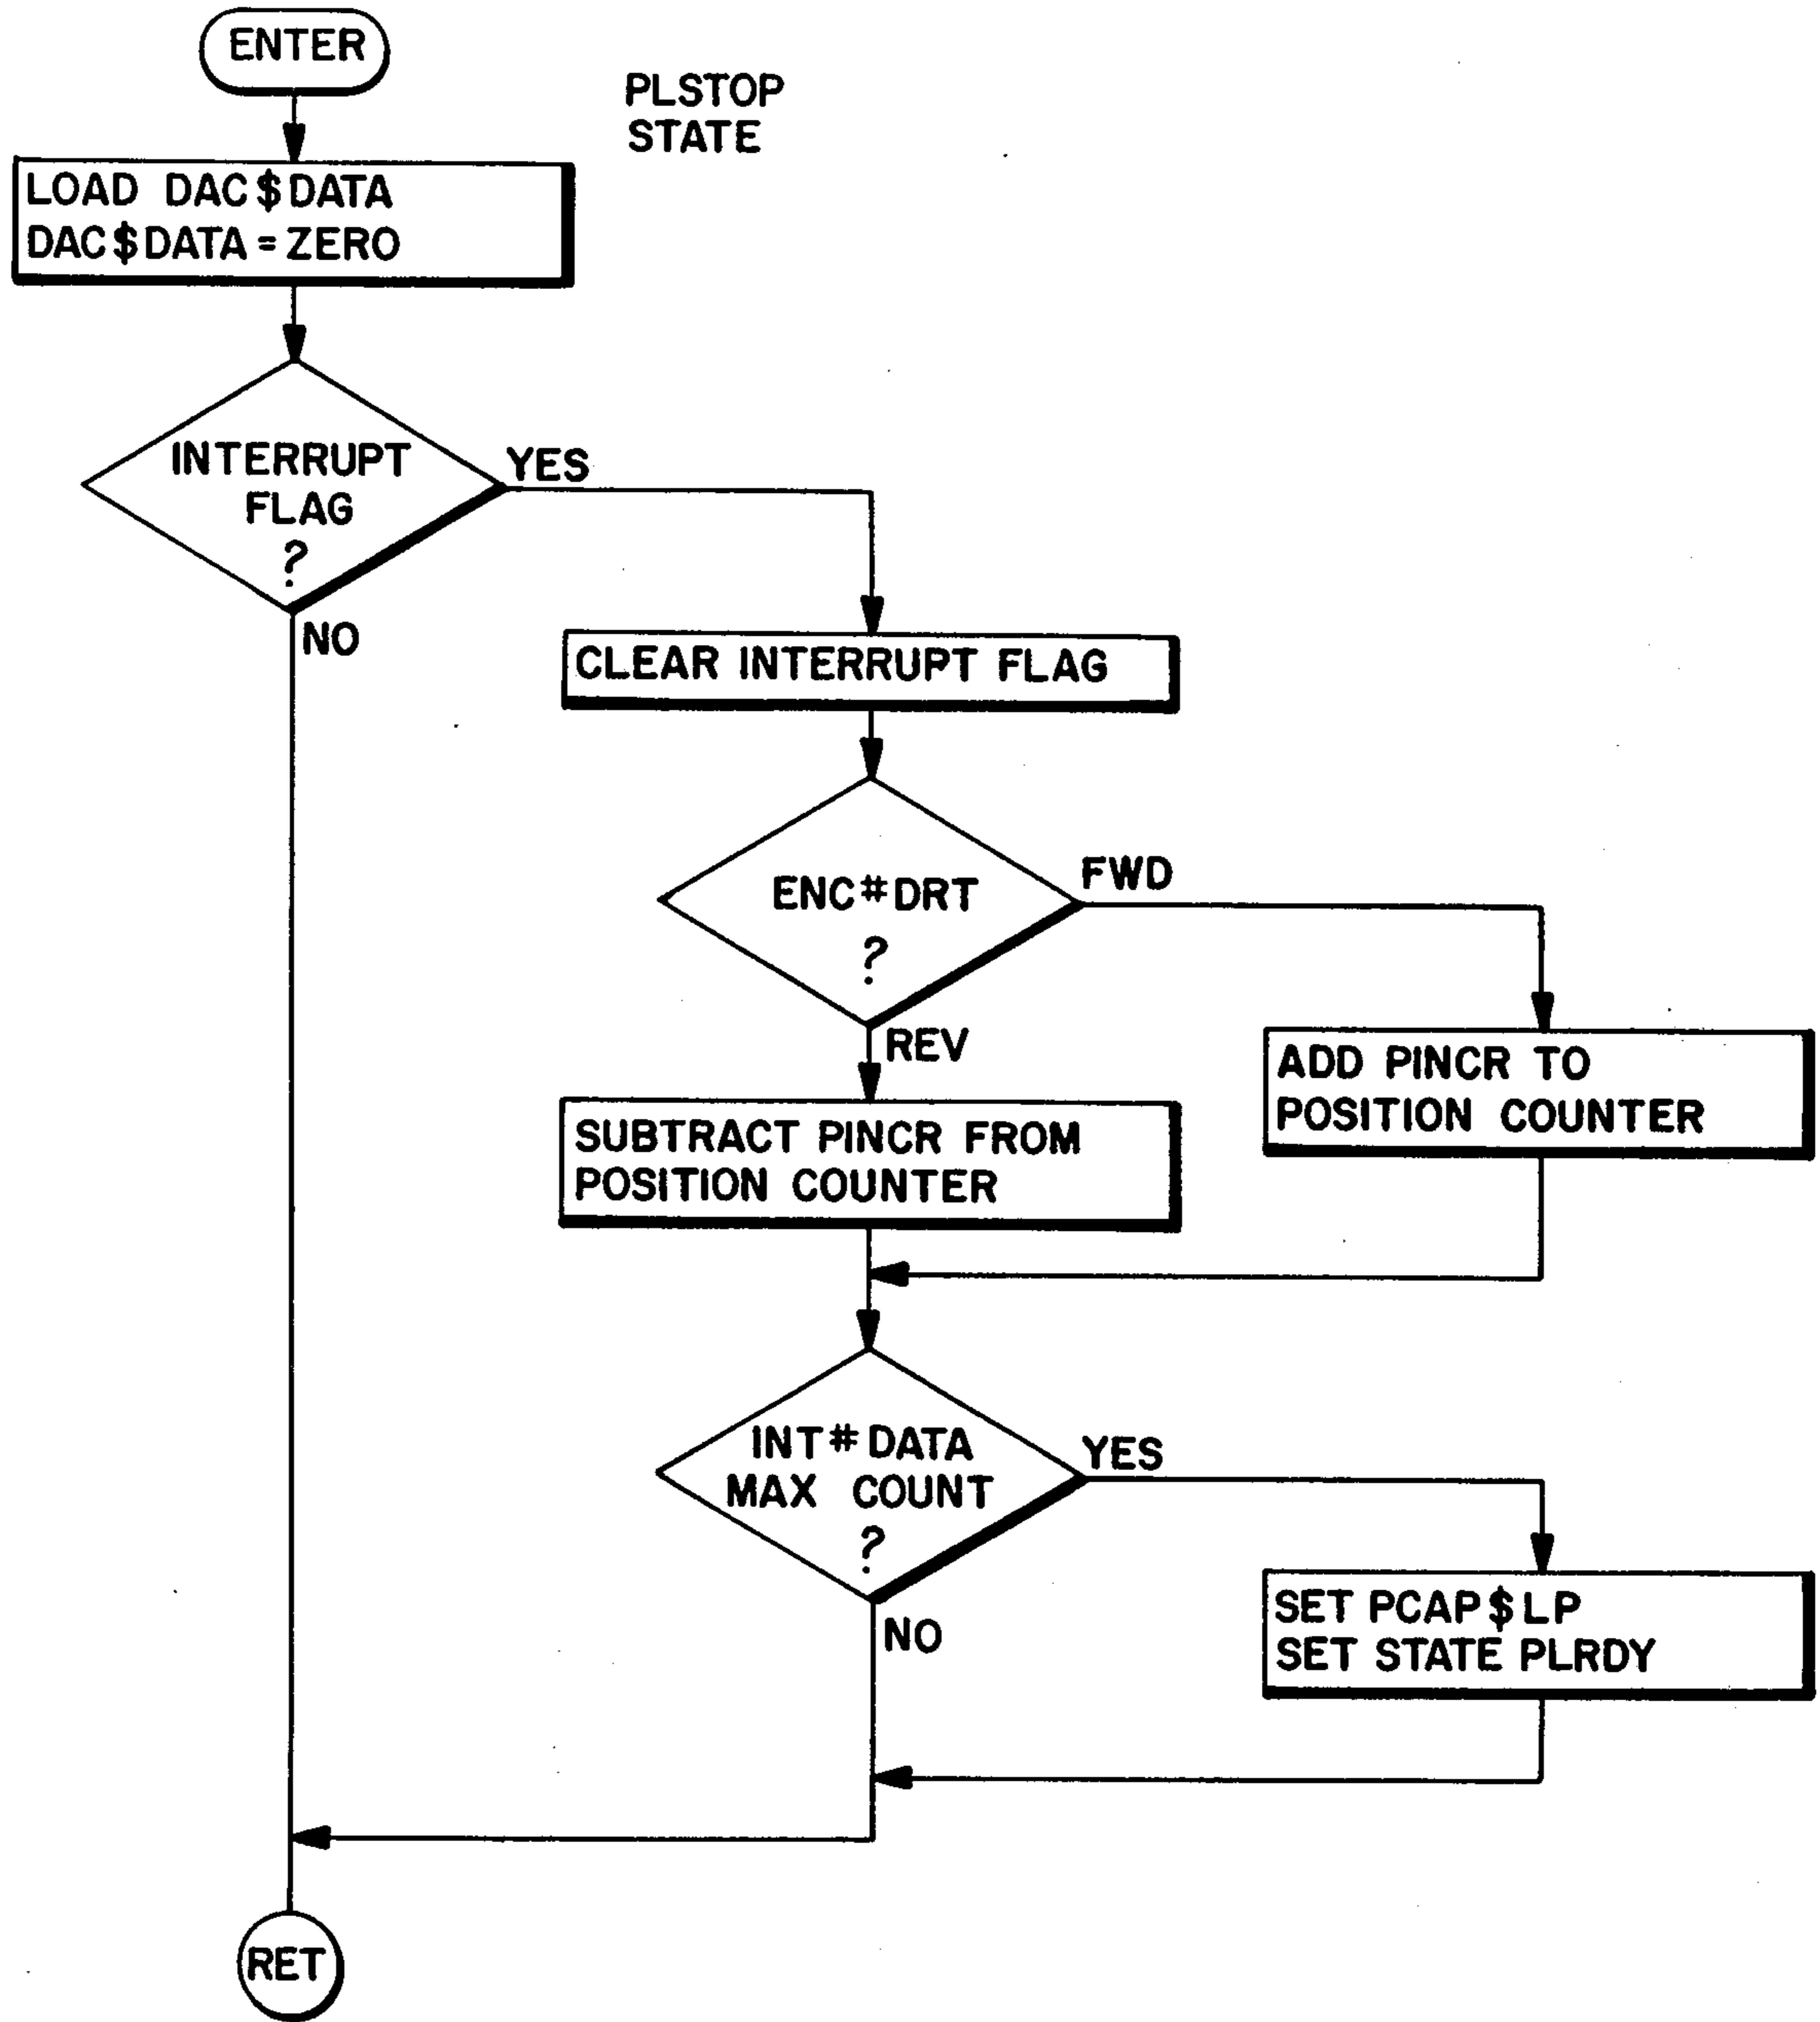 ENTER
PLSTOP
STATE
LOAD DAC$DATA
DAC$DATA=ZERO
INTERRUPT
FLAG
?
YES
NO
CLEAR INTERRUPT FLAG
ENC#DRT
?
FWD
REV
ADD PINCR TO
POSITION COUNTER
SUBTRACT PINCR FROM
POSITION COUNTER
INT#DATA
MAX COUNT
?
YES
NO
SET PCAP$LP
SET STATE PLRDY
RET